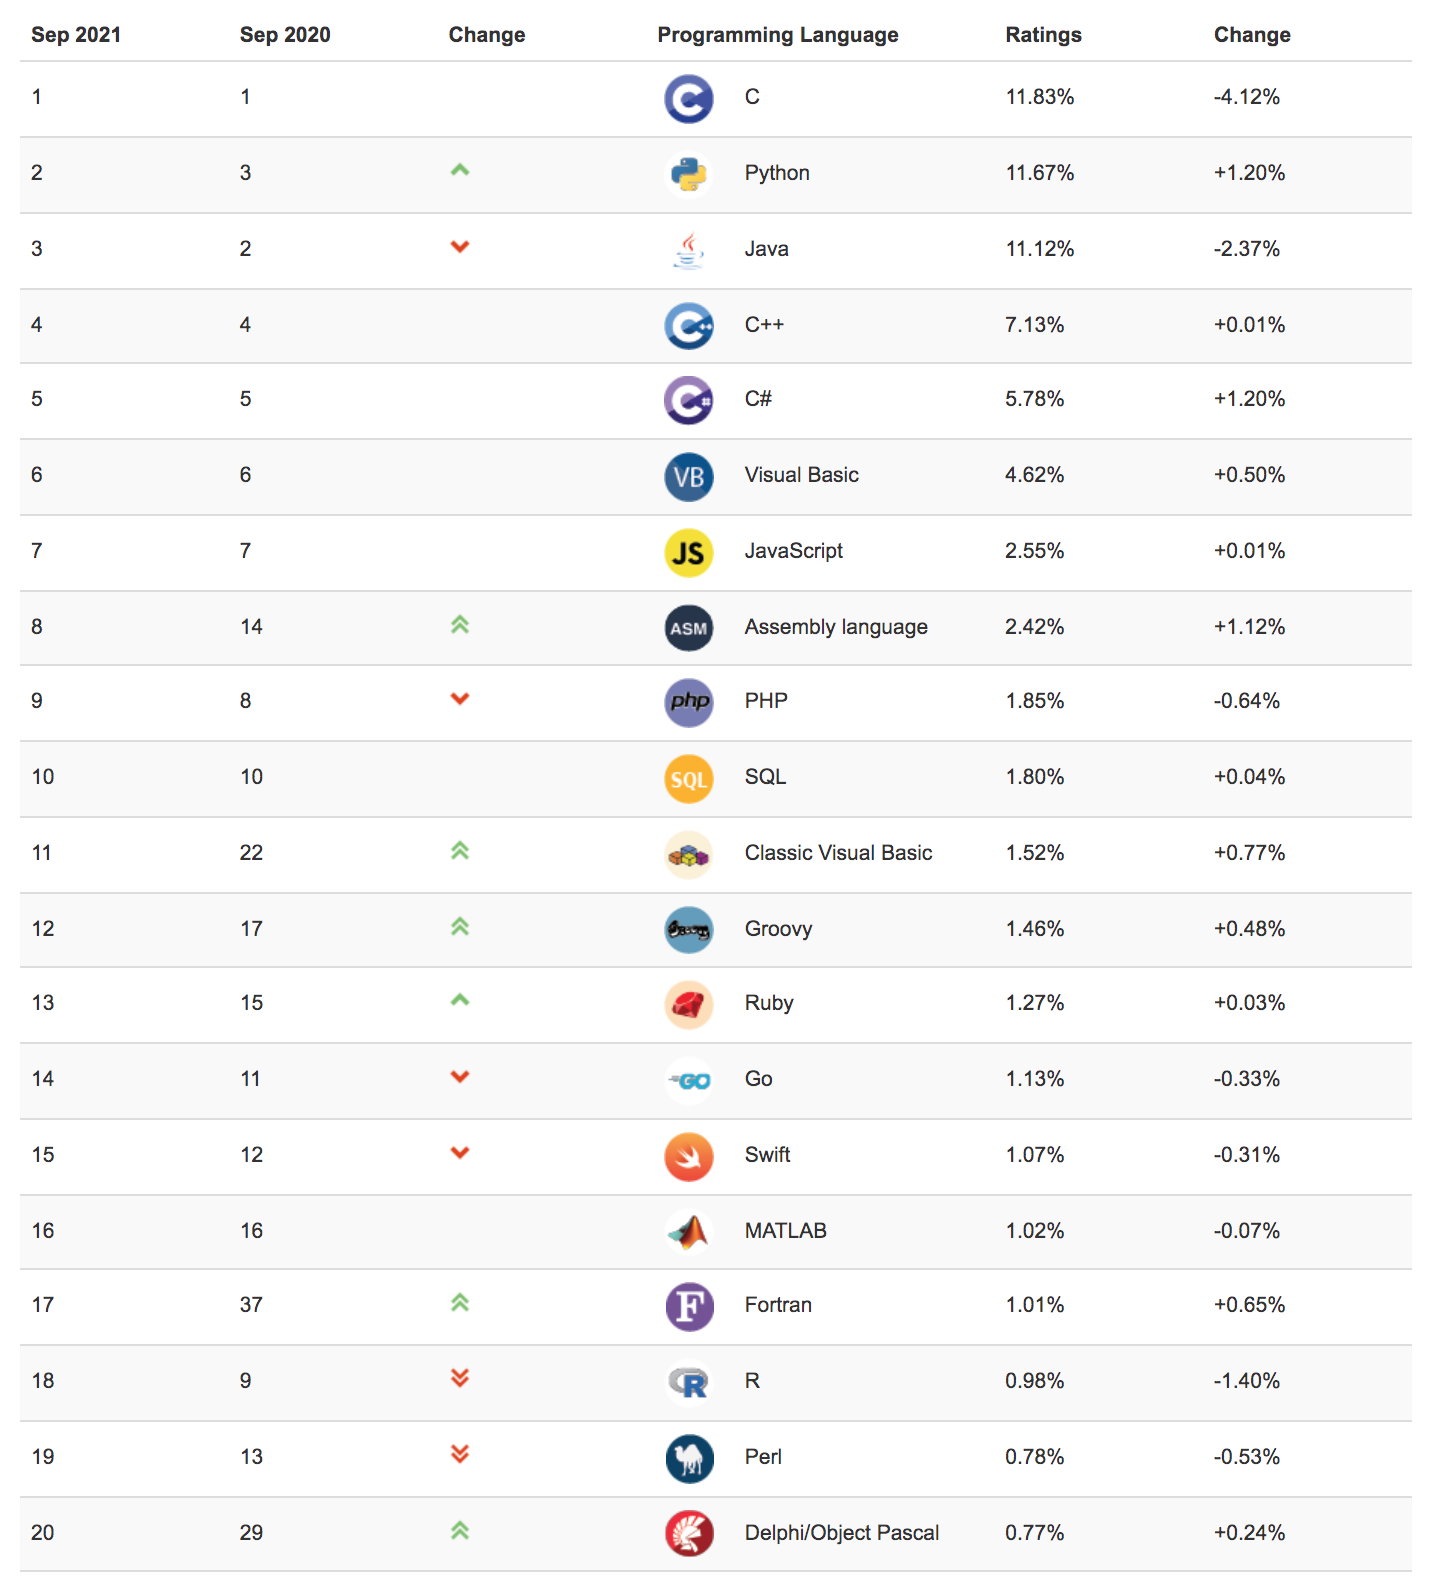 Sep 2021 Sep 2020 Change Programming Language Ratings Change
1 1 C C 11.83% -4.12%
2 3 Python 11.67% +1.20%
3 2 Java 11.12% -2.37%
4 4 C++ C++ 7.13% +0.01%
5 5 C# C# 5.78% +1.20%
6 6 VB Visual Basic 4.62% +0.50%
7 7 JS JavaScript 2.55% +0.01%
8 14 ASM Assembly language 2.42% +1.12%
9 8 php PHP 1.85% -0.64%
10 10 SQL SQL 1.80% +0.04%
11 22 Classic Visual Basic 1.52% +0.77%
12 17 Groovy 1.46% +0.48%
13 15 Ruby 1.27% +0.03%
14 11 GO Go 1.13% -0.33%
15 12 Swift 1.07% -0.31%
16 16 MATLAB 1.02% -0.07%
17 37 F Fortran 1.01% +0.65%
18 9 R R 0.98% -1.40%
19 13 Perl 0.78% -0.53%
20 29 Delphi/Object Pascal 0.77% +0.24%